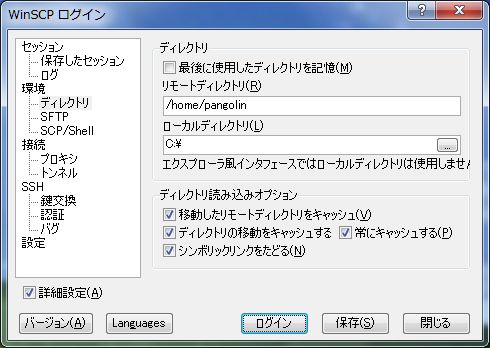 WinSCP ログイン
セッション
保存したセッション
ログ
環境
ディレクトリ
SFTP
SCP/Shell
接続
プロキシ
トンネル
SSH
鍵交換
認証
バグ
設定
ディレクトリ
最後に使用したディレクトリを記憶(M)
リモートディレクトリ(R)
/home/pangolin
ローカルディレクトリ(L)
C:¥
...
エクスプローラ風インタフェースではローカルディレクトリは使用しません
ディレクトリ読み込みオプション
移動したリモートディレクトリをキャッシュ(V)
ディレクトリの移動をキャッシュする 常にキャッシュする(P)
シンボリックリンクをたどる(N)
詳細設定(A)
バージョン(A) Languages ログイン 保存(S) 閉じる